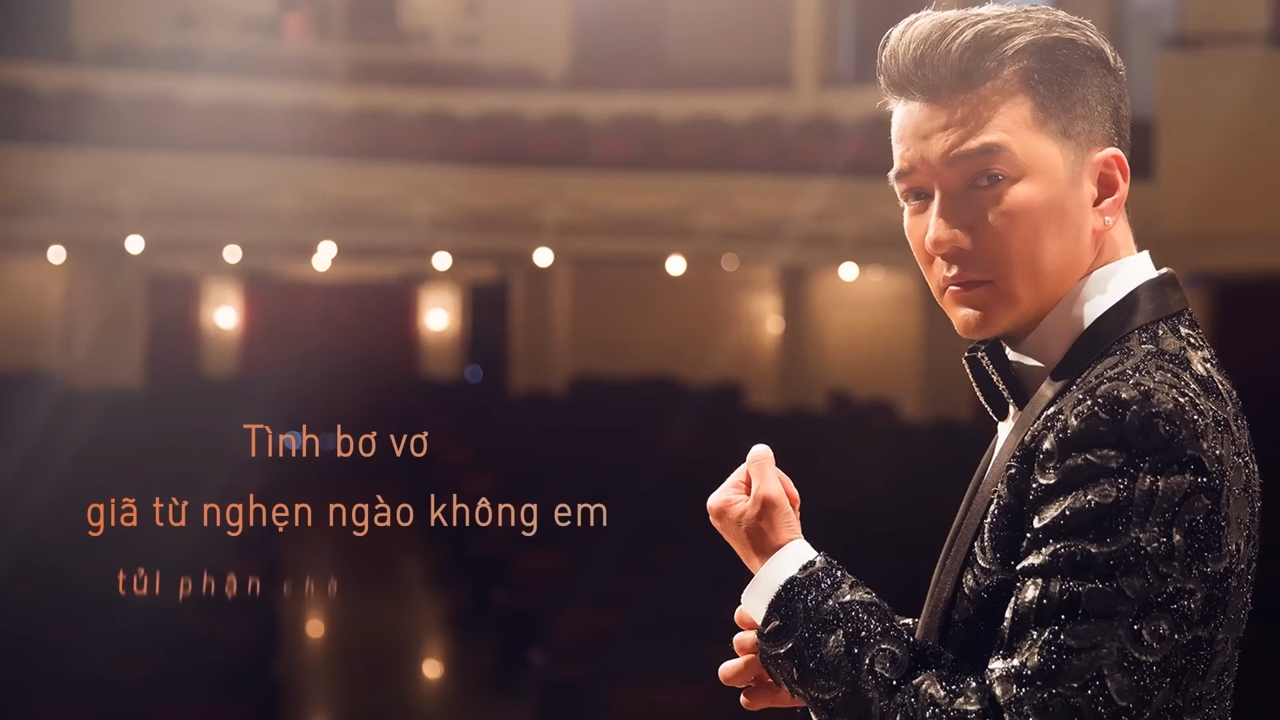 Tình bơ vơ
giã từ nghẹn ngào không em
tủi phận